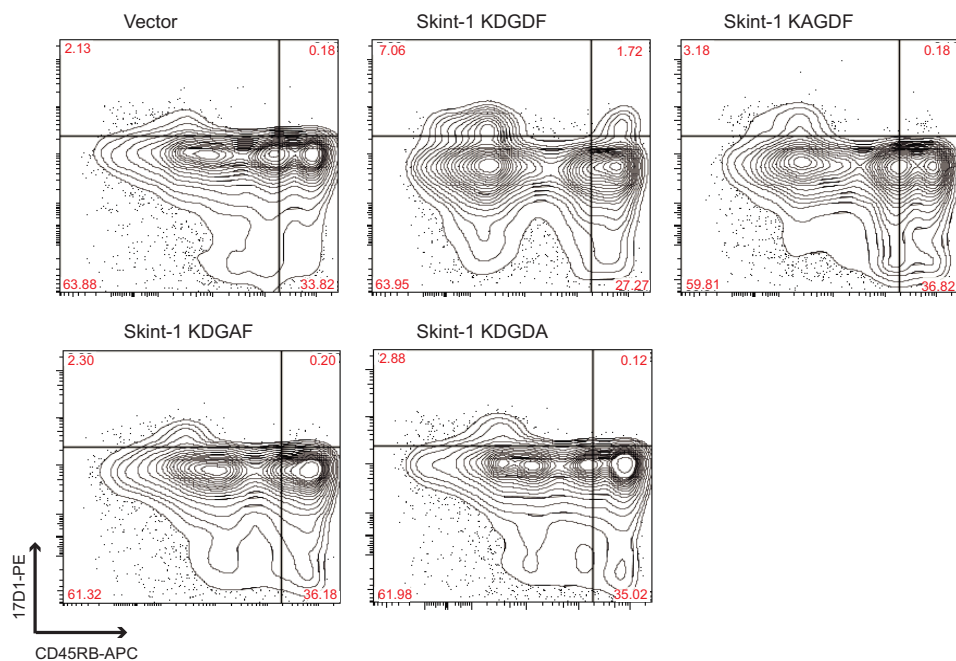 Vector
Skint-1 KDGDF
Skint-1 KAGDF
2.13
0.18
7.06
1.72
3.18
0.18
63.88
33.82
63.95
27.27
59.81
36.82
Skint-1 KDGAF
Skint-1 KDGDA
2.30
0.20
2.88
0.12
61.32
36.18
61.98
35.02
17D1-PE
CD45RB-APC